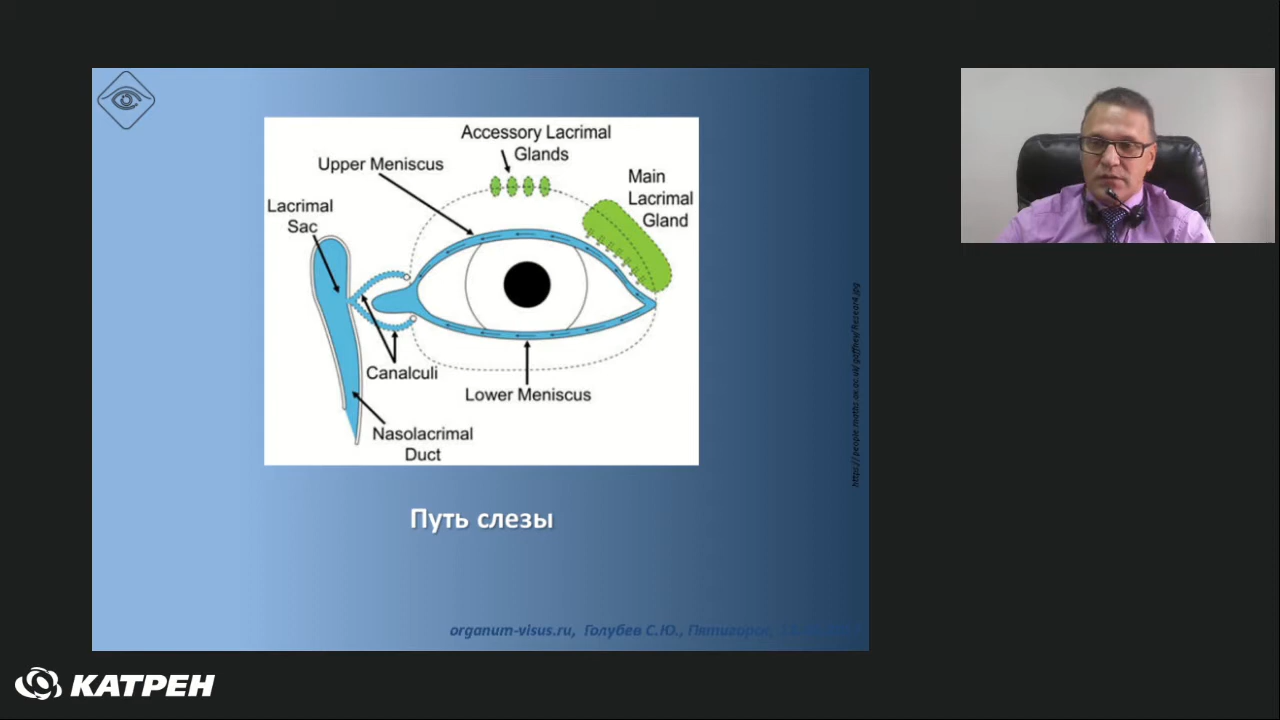 Accessory Lacrimal
Glands
Upper Meniscus
Main
Lacrimal
Gland
Lacrimal
Sac
Canalculi
Lower Meniscus
Nasolacrimal
Duct
Путь слезы
organum-visus.ru, Голубев С.Ю., Пятигорск,
КАТРЕН